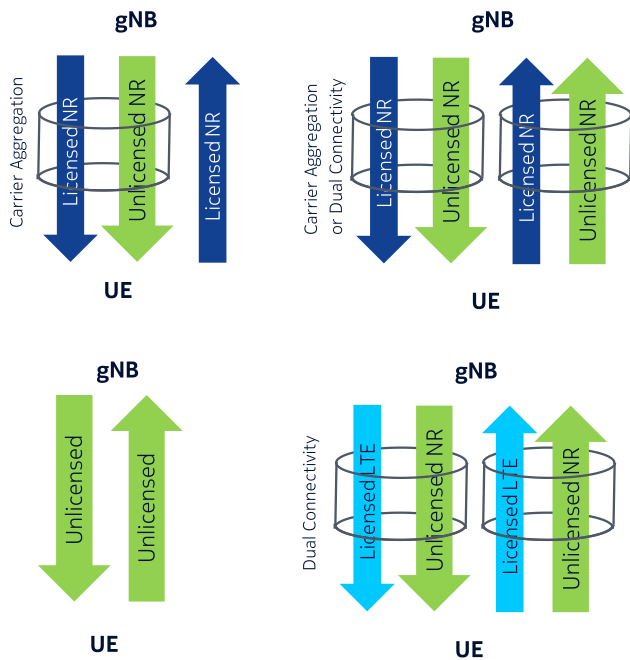 gNB
Carrier Aggregation
Licensed NR
Unlicensed NR
Licensed NR
UE
gNB
Carrier Aggregation
or Dual Connectivity
Licensed NR
Unlicensed NR
Licensed NR
Unlicensed NR
UE
gNB
Unlicensed
Unlicensed
UE
gNB
Dual Connectivity
Licensed LTE
Unlicensed NR
Licensed LTE
Unlicensed NR
UE